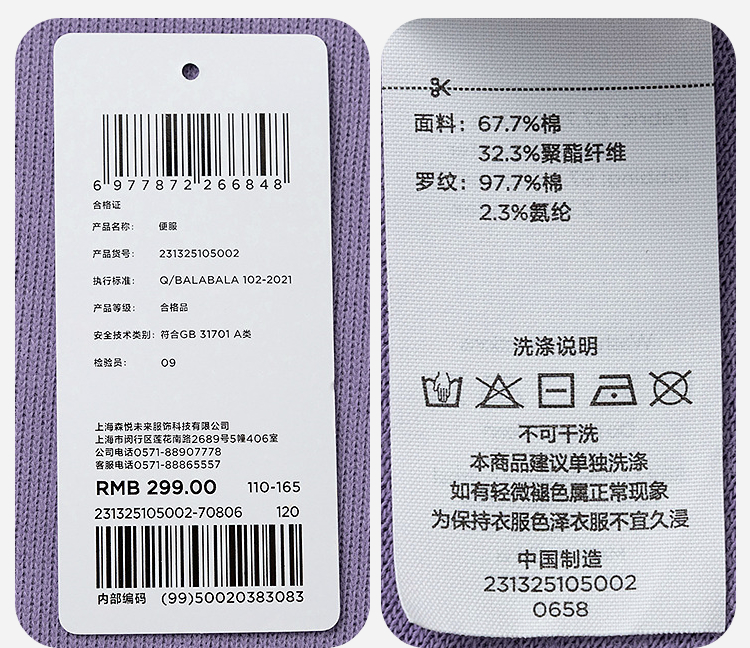 6 977872 266848
合格证
产品名称： 便服
产品货号： 231325105002
执行标准： Q/BALABALA 102-2021
产品等级： 合格品
安全技术类别：符合GB 31701 A类
检验员： 09
上海森悦未来服饰科技有限公司
上海市闵行区莲花南路2689号5幢406室
公司电话0571-88907778
客服电话0571-88865557
RMB 299.00 110-165
231325105002-70806 120
内部编码 (99)50020383083
面料：67.7%棉
32.3%聚酯纤维
罗纹：97.7%棉
2.3%氨纶
洗涤说明
不可干洗
本商品建议单独洗涤
如有轻微褪色属正常现象
为保持衣服色泽衣服不宜久浸
中国制造
231325105002
0658